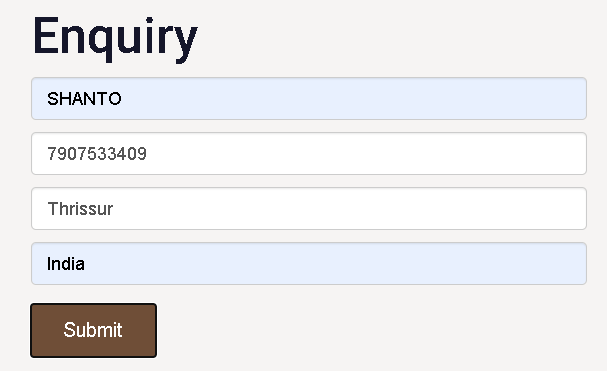 Enquiry
SHANTO
7907533409
Thrissur
India
Submit